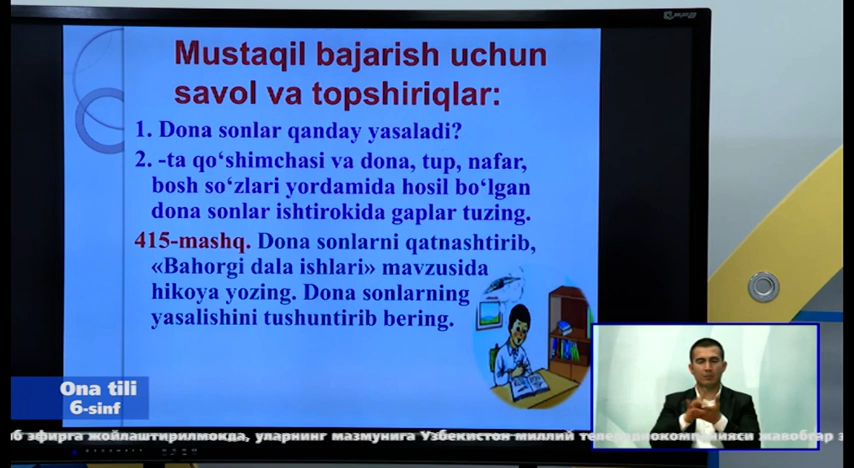 Mustaqil bajarish uchun
savol va topshiriqlar:
1. Dona sonlar qanday yasaladi?
2. -ta qo‘shimchasi va dona, tup, nafar,
bosh so‘zlari yordamida hosil bo‘lgan
dona sonlar ishtirokida gaplar tuzing.
415-mashq. Dona sonlarni qatnashtirib,
«Bahorgi dala ishlari» mavzusida
hikoya yozing. Dona sonlarning
yasalishini tushuntirib bering.
Ona tili
6-sinf
эфирга жойлаштирилмокда, уларнинг мазмунига Ўзбекистон миллий телерадиокомпанияси жавобгар